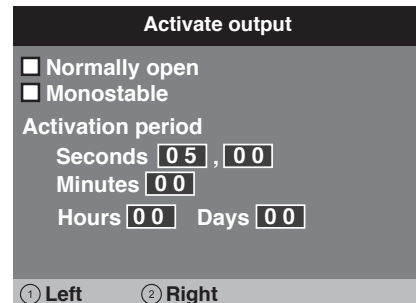 Activate output
Normally open
Monostable
Activation period
Seconds 05,00
Minutes 00
Hours 00 Days 00
1 Left 2 Right